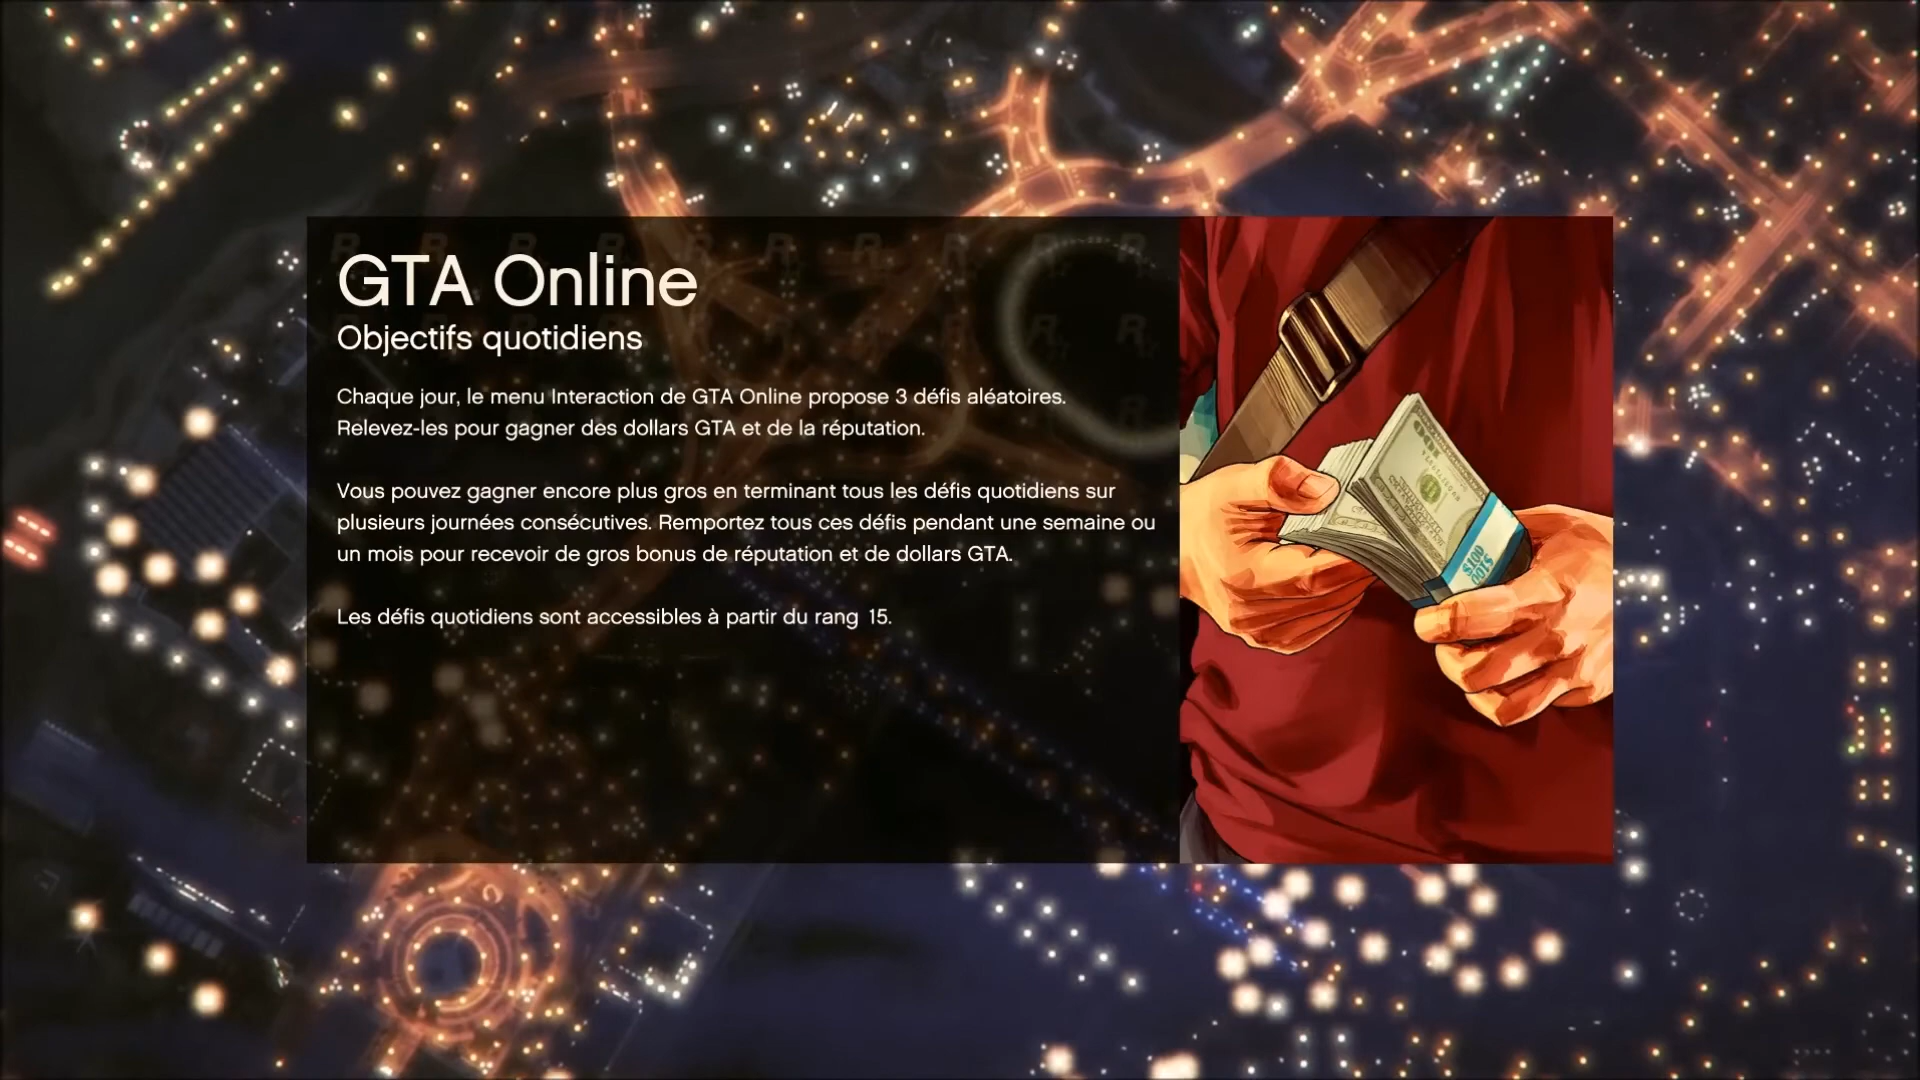 GTA Online
Objectifs quotidiens
Chaque jour, le menu Interaction de GTA Online propose 3 défis aléatoires.
Relevez-les pour gagner des dollars GTA et de la réputation.
Vous pouvez gagner encore plus gros en terminant tous les défis quotidiens sur
plusieurs journées consécutives. Remportez tous ces défis pendant une semaine ou
un mois pour recevoir de gros bonus de réputation et de dollars GTA.
Les défis quotidiens sont accessibles à partir du rang 15.
100
$100